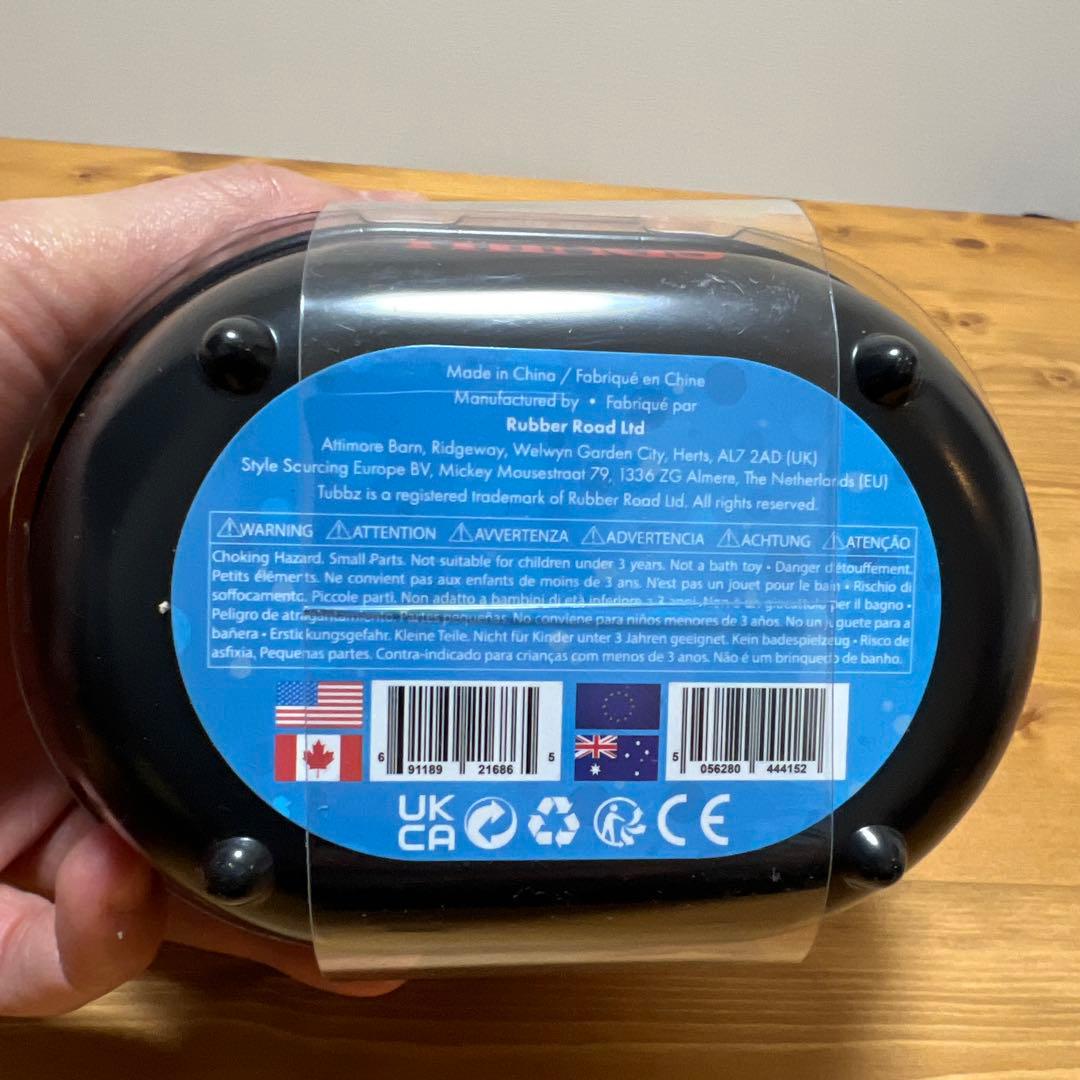 Made in China / Fabriqué en Chine
Manufactured by • Fabriqué par
Rubber Road Ltd
Attimore Barn, Ridgeway, Welwyn Garden City, Herts, AL7 2AD (UK)
Style Scurcing Europe BV, Mickey Mousestraat 79, 1336 ZG Almere, The Netherlands (EU)
Tubbz is a registered trademark of Rubber Road Ltd. All rights reserved.
⚠WARNING ⚠ATTENTION ⚠AVVERTENZA ⚠ADVERTENCIA ⚠ACHTUNG ⚠ATENÇÃO
Choking Hazard. Small Parts. Not suitable for children under 3 years. Not a bath toy • Danger d'étouffement.
Petits éléments. Ne convient pas aux enfants de moins de 3 ans. N'est pas un jouet pour le bain • Rischio di
soffocamento. Piccole parti. Non adatto a bambini di età inferiore a 3 anni. Non è un giocattolo per il bagno •
Peligro de atragantamiento. Partes pequeñas. No conviene para niños menores de 3 años. No un juguete para a
bañera • Erstickungsgefahr. Kleine Teile. Nicht für Kinder unter 3 Jahren geeignet. Kein badespielzeug • Risco de
asfixia, Pequenas partes. Contra-indicado para crianças com menos de 3 anos. Não é um brinquedo de banho.
6 91189 21686 5
5 056280 444152
UK
CA
CE